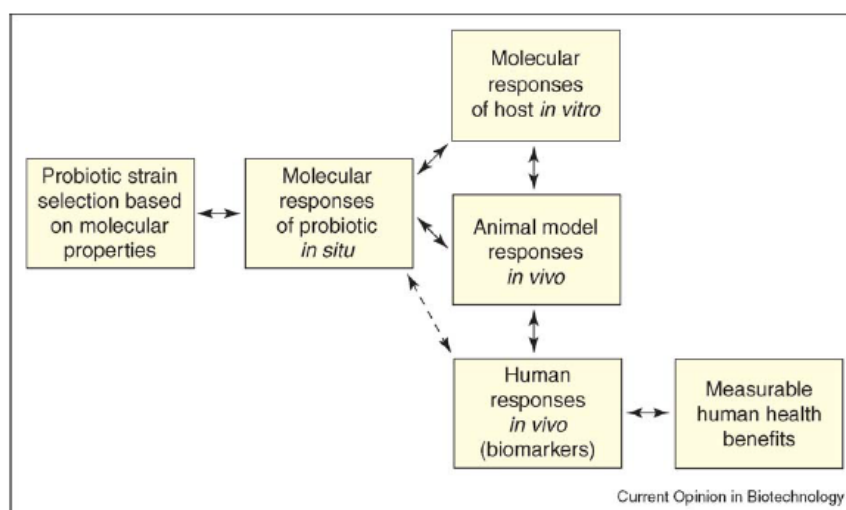 Molecular
responses
of host in vitro
Probiotic strain
selection based
on molecular
properties
Molecular
responses
of probiotic
in situ
Animal model
responses
in vivo
Human
responses
in vivo
(biomarkers)
Measurable
human health
benefits
Current Opinion in Biotechnology